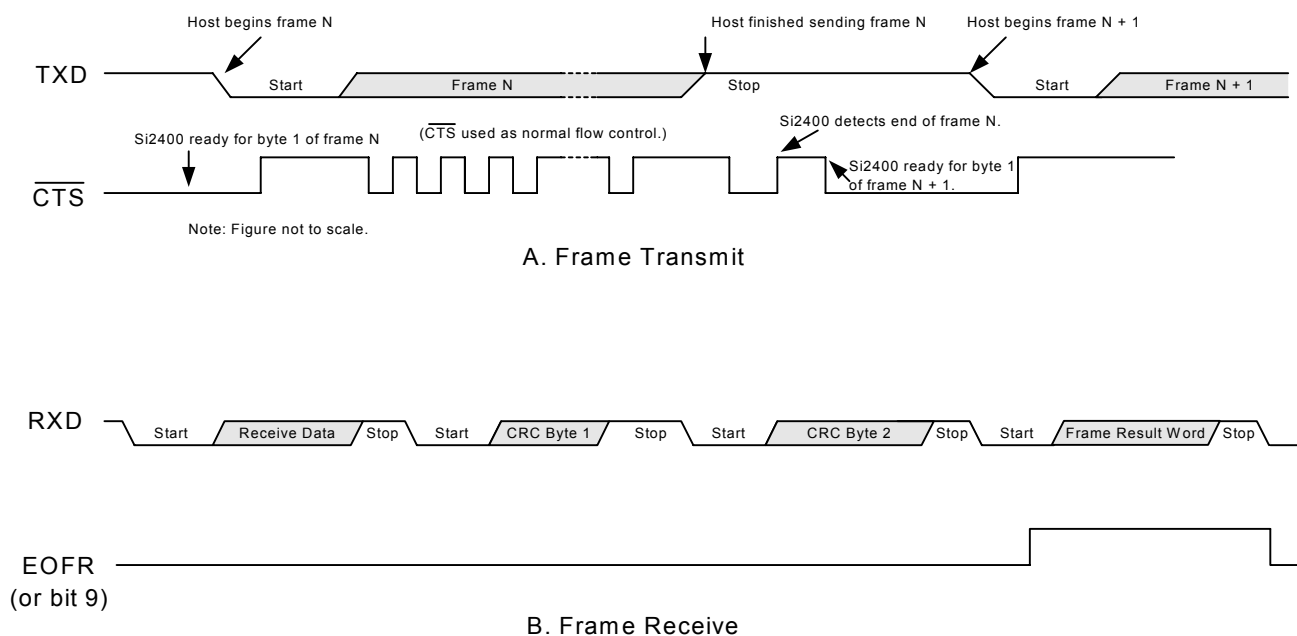 Host begins frame N
Host finished sending frame N
Host begins frame N + 1
TXD
Start
Frame N
Stop
Start
Frame N + 1
Si2400 ready for byte 1 of frame N
(CTS used as normal flow control.)
Si2400 detects end of frame N.
Si2400 ready for byte 1
of frame N + 1.
CTS
Note: Figure not to scale.
A. Frame Transmit
RXD
Start
Receive Data
Stop
Start
CRC Byte 1
Stop
Start
CRC Byte 2
Stop
Start
Frame Result Word
Stop
EOFR
(or bit 9)
B. Frame Receive